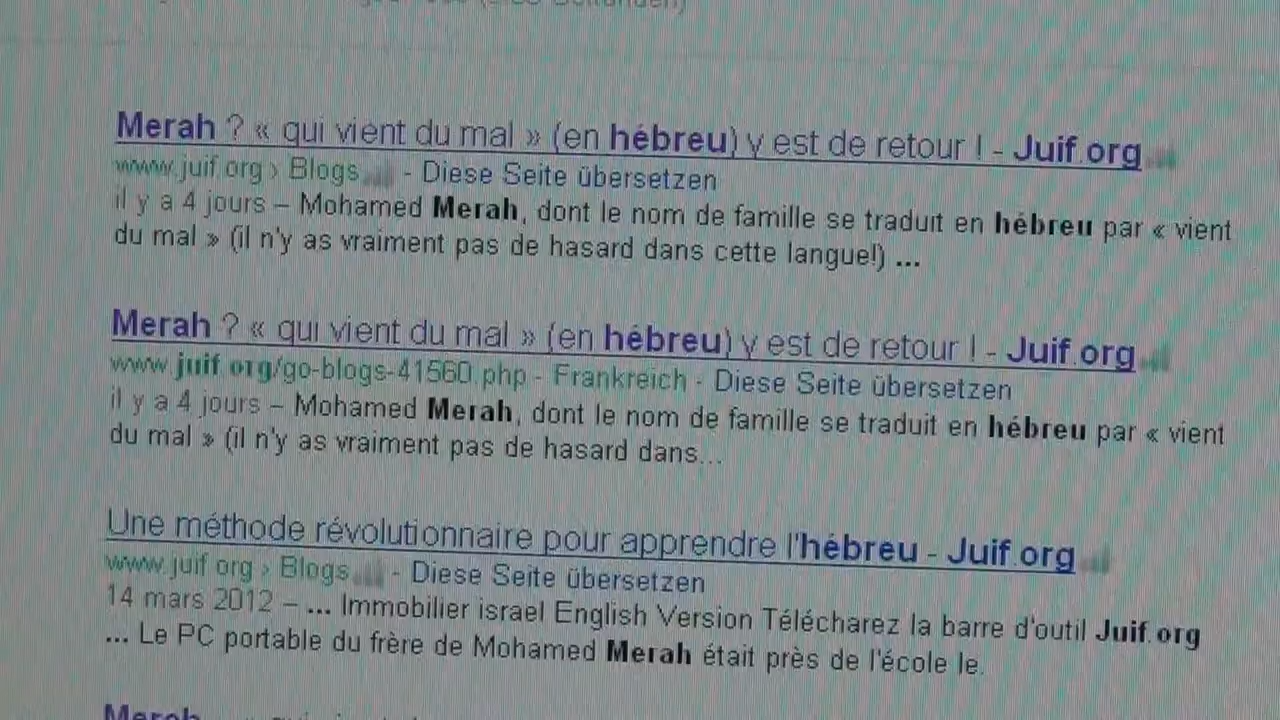 Merah ? « qui vient du mal » (en hébreu) y est de retour ! - Juif.org
www.juif.org › Blogs - Diese Seite übersetzen
il y a 4 jours – Mohamed Merah, dont le nom de famille se traduit en hébreu par « vient
du mal » (il n'y as vraiment pas de hasard dans cette langue!) ...
Merah ? « qui vient du mal » (en hébreu) y est de retour ! - Juif.org
www.juif.org/go-blogs-41560.php - Frankreich - Diese Seite übersetzen
il y a 4 jours – Mohamed Merah, dont le nom de famille se traduit en hébreu par « vient
du mal » (il n'y as vraiment pas de hasard dans...
Une méthode révolutionnaire pour apprendre l'hébreu - Juif.org
www.juif.org › Blogs - Diese Seite übersetzen
14 mars 2012 – ... Immobilier israel English Version Télécharez la barre d'outil Juif.org
... Le PC portable du frère de Mohamed Merah était près de l'école le.
Merah